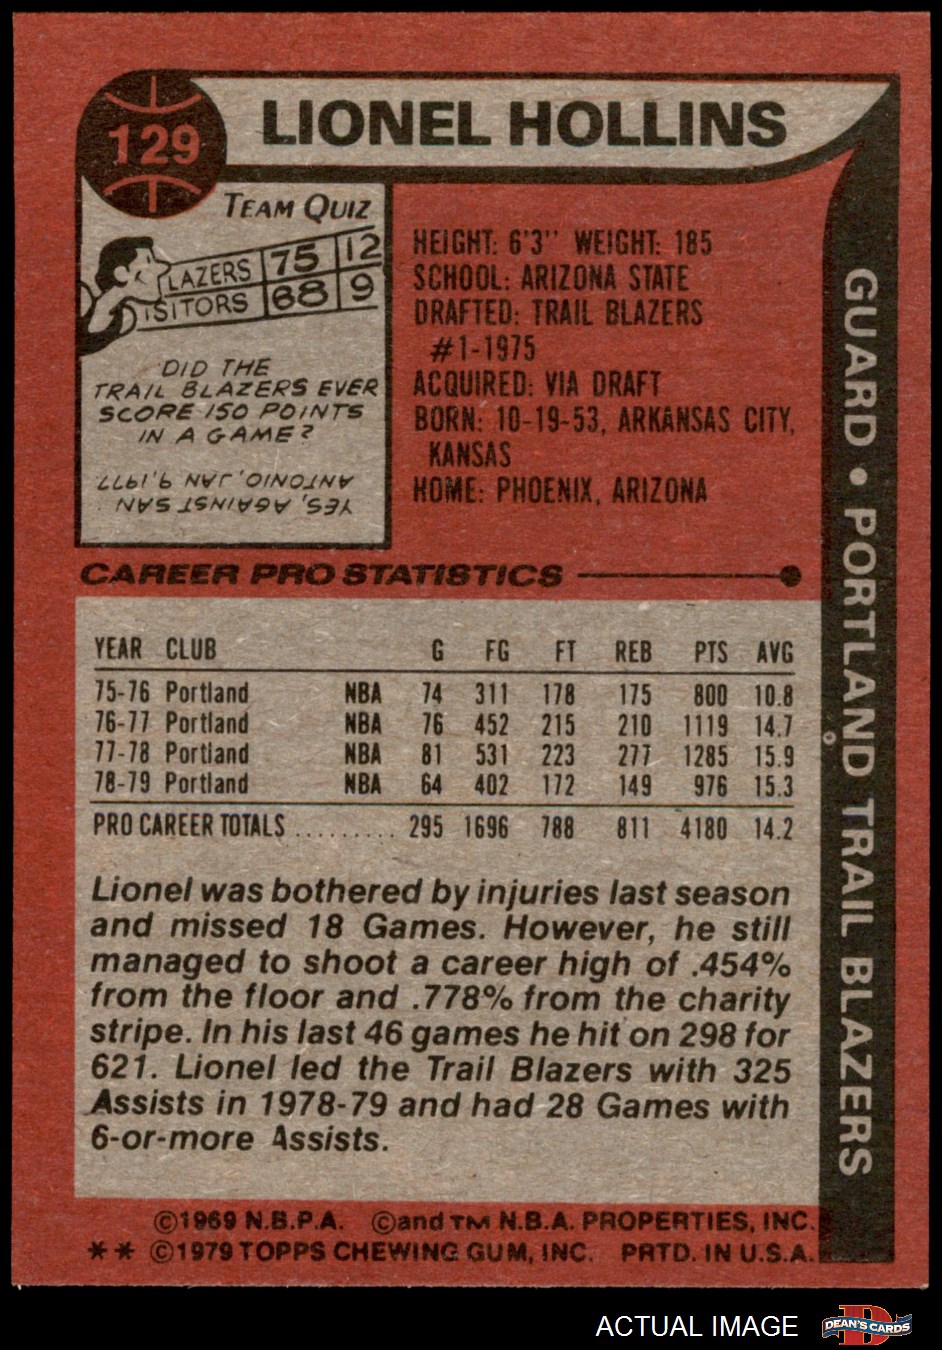 129
LIONEL HOLLINS
TEAM QUIZ
LAZERS 75 12
ISITORS 68 9
DID THE
TRAIL BLAZERS EVER
SCORE 150 POINTS
IN A GAME?
YES, AGAINST SAN
ANTONIO, JAN 9, 1977
HEIGHT: 6'3" WEIGHT: 185
SCHOOL: ARIZONA STATE
DRAFTED: TRAIL BLAZERS
#1-1975
ACQUIRED: VIA DRAFT
BORN: 10-19-53, ARKANSAS CITY,
KANSAS
HOME: PHOENIX, ARIZONA
GUARD • PORTLAND TRAIL BLAZERS
CAREER PRO STATISTICS
YEAR CLUB G FG FT REB PTS AVG
75-76 Portland NBA 74 311 178 175 800 10.8
76-77 Portland NBA 76 452 215 210 1119 14.7
77-78 Portland NBA 81 531 223 277 1285 15.9
78-79 Portland NBA 64 402 172 149 976 15.3
PRO CAREER TOTALS ......... 295 1696 788 811 4180 14.2
Lionel was bothered by injuries last season
and missed 18 Games. However, he still
managed to shoot a career high of .454%
from the floor and .778% from the charity
stripe. In his last 46 games he hit on 298 for
621. Lionel led the Trail Blazers with 325
Assists in 1978-79 and had 28 Games with
6-or-more Assists.
©1969 N.B.P.A. ©and TM N.B.A. PROPERTIES, INC.
** ©1979 TOPPS CHEWING GUM, INC. PRTD. IN U.S.A.
ACTUAL IMAGE
D
DEAN'S CARDS